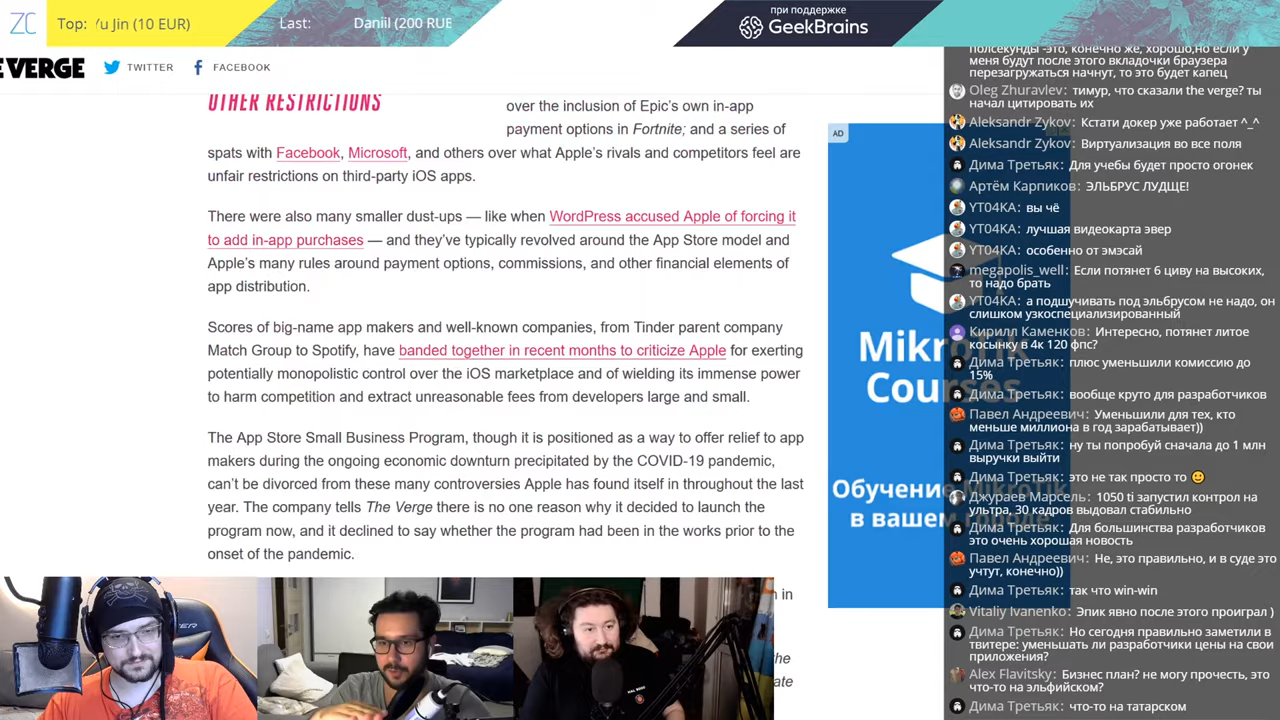 ZC
Top: Yu Jin (10 EUR)
Last: Daniil (200 RUB
при поддержке
GeekBrains
E VERGE
TWITTER
FACEBOOK
OTHER RESTRICTIONS
over the inclusion of Epic's own in-app
payment options in Fortnite; and a series of
spats with Facebook, Microsoft, and others over what Apple's rivals and competitors feel are
unfair restrictions on third-party iOS apps.
There were also many smaller dust-ups — like when WordPress accused Apple of forcing it
to add in-app purchases — and they've typically revolved around the App Store model and
Apple's many rules around payment options, commissions, and other financial elements of
app distribution.
Scores of big-name app makers and well-known companies, from Tinder parent company
Match Group to Spotify, have banded together in recent months to criticize Apple for exerting
potentially monopolistic control over the iOS marketplace and of wielding its immense power
to harm competition and extract unreasonable fees from developers large and small.
The App Store Small Business Program, though it is positioned as a way to offer relief to app
makers during the ongoing economic downturn precipitated by the COVID-19 pandemic,
can't be divorced from these many controversies Apple has found itself in throughout the last
year. The company tells The Verge there is no one reason why it decided to launch the
program now, and it declined to say whether the program had been in the works prior to the
onset of the pandemic.
in
the
ate
AD
MikroTik
Courses
Обучение MikroTik
в вашем городе
полсекунды -это, конечно же, хорошо,но если у
меня будут после этого вкладочки браузера
перезагружаться начнут, то это будет капец
Oleg Zhuravlev: тимур, что сказали the verge? ты
начал цитировать их
Aleksandr Zykov: Кстати докер уже работает ^_^
Aleksandr Zykov: Виртуализация во все поля
Дима Третьяк: Для учебы будет просто огонек
Артём Карпиков: ЭЛЬБРУС ЛУДЩЕ!
YT04KA: вы чё
YT04KA: лучшая видеокарта эвер
YT04KA: особенно от эмэсай
megapolis_well: Если потянет 6 циву на высоких,
то надо брать
YT04KA: а подшучивать под эльбрусом не надо, он
слишком узкоспециализированный
Кирилл Каменков: Интересно, потянет литое
косынку в 4к 120 фпс?
Дима Третьяк: плюс уменьшили комиссию до
15%
Дима Третьяк: вообще круто для разработчиков
Павел Андреевич: Уменьшили для тех, кто
меньше миллиона в год зарабатывает))
Дима Третьяк: ну ты попробуй сначала до 1 млн
выручки выйти
Дима Третьяк: это не так просто то
Джураев Марсель: 1050 ti запустил контрол на
ультра, 30 кадров выдовал стабильно
Дима Третьяк: Для большинства разработчиков
это очень хорошая новость
Павел Андреевич: Не, это правильно, и в суде это
учтут, конечно))
Дима Третьяк: так что win-win
Vitaliy Ivanenko: Эпик явно после этого проиграл )
Дима Третьяк: Но сегодня правильно заметили в
твитере: уменьшать ли разработчики цены на свои
приложения?
Alex Flavitsky: Бизнес план? не могу прочесть, это
что-то на эльфийском?
Дима Третьяк: что-то на татарском